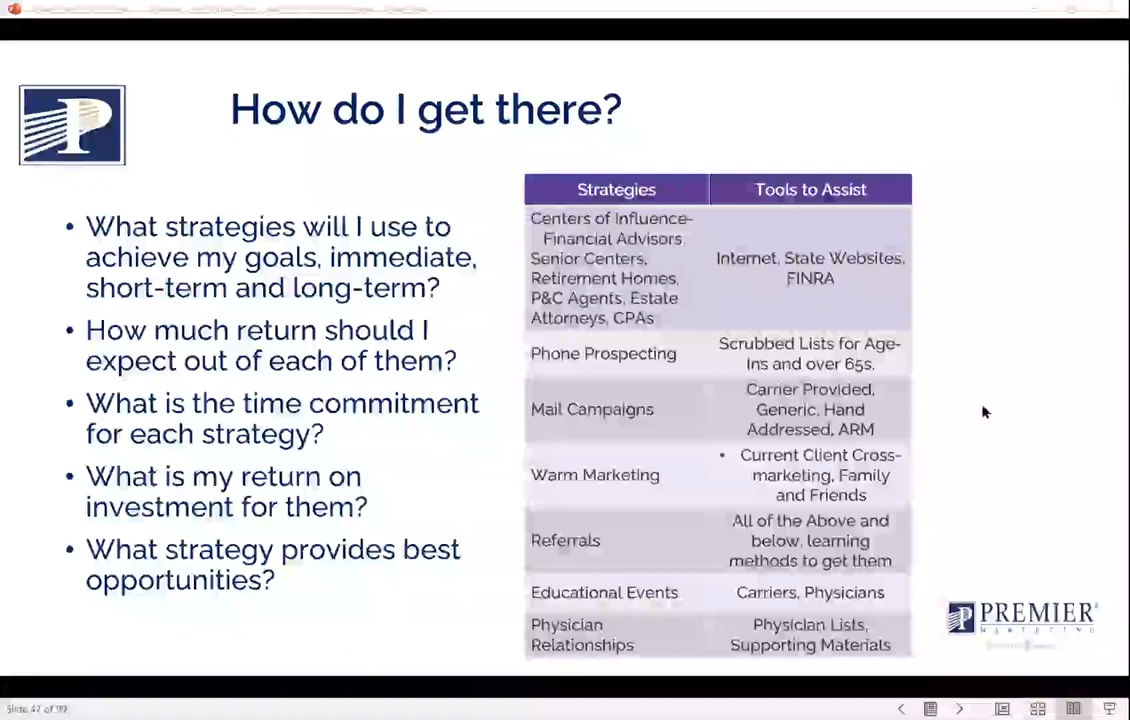 How do I get there?
• What strategies will I use to
achieve my goals, immediate,
short-term and long-term?
• How much return should I
expect out of each of them?
• What is the time commitment
for each strategy?
• What is my return on
investment for them?
• What strategy provides best
opportunities?
Strategies
Tools to Assist
Centers of Influence-
Financial Advisors
Senior Centers,
Retirement Homes,
P&C Agents, Estate
Attorneys, CPAs
Internet, State Websites,
FINRA
Phone Prospecting
Scrubbed Lists for Age-
Ins and over 65s.
Mail Campaigns
Carrier Provided,
Generic, Hand
Addressed, ARM
Warm Marketing
• Current Client Cross-
marketing, Family
and Friends
Referrals
All of the Above and
below, learning
methods to get them
Educational Events
Carriers, Physicians
Physician
Relationships
Physician Lists,
Supporting Materials
P
PREMIER
MARKETING
Slide 47 of 99